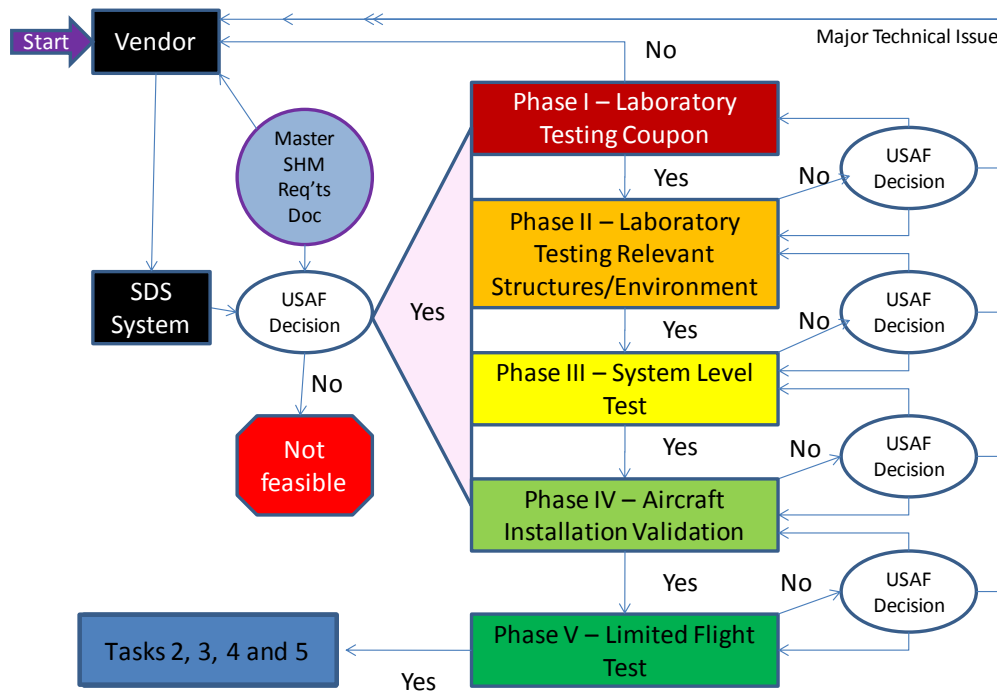 Start
Vendor
Major Technical Issue
No
Phase I – Laboratory
Testing Coupon
Master
SHM
Req'ts
Doc
USAF
Decision
No
Yes
Phase II – Laboratory
Testing Relevant
Structures/Environment
SDS
System
USAF
Decision
Yes
USAF
Decision
No
Yes
No
Phase III – System Level
Test
Not
feasible
Yes
No
USAF
Decision
Phase IV – Aircraft
Installation Validation
Yes
No
USAF
Decision
Tasks 2, 3, 4 and 5
Phase V – Limited Flight
Test
Yes